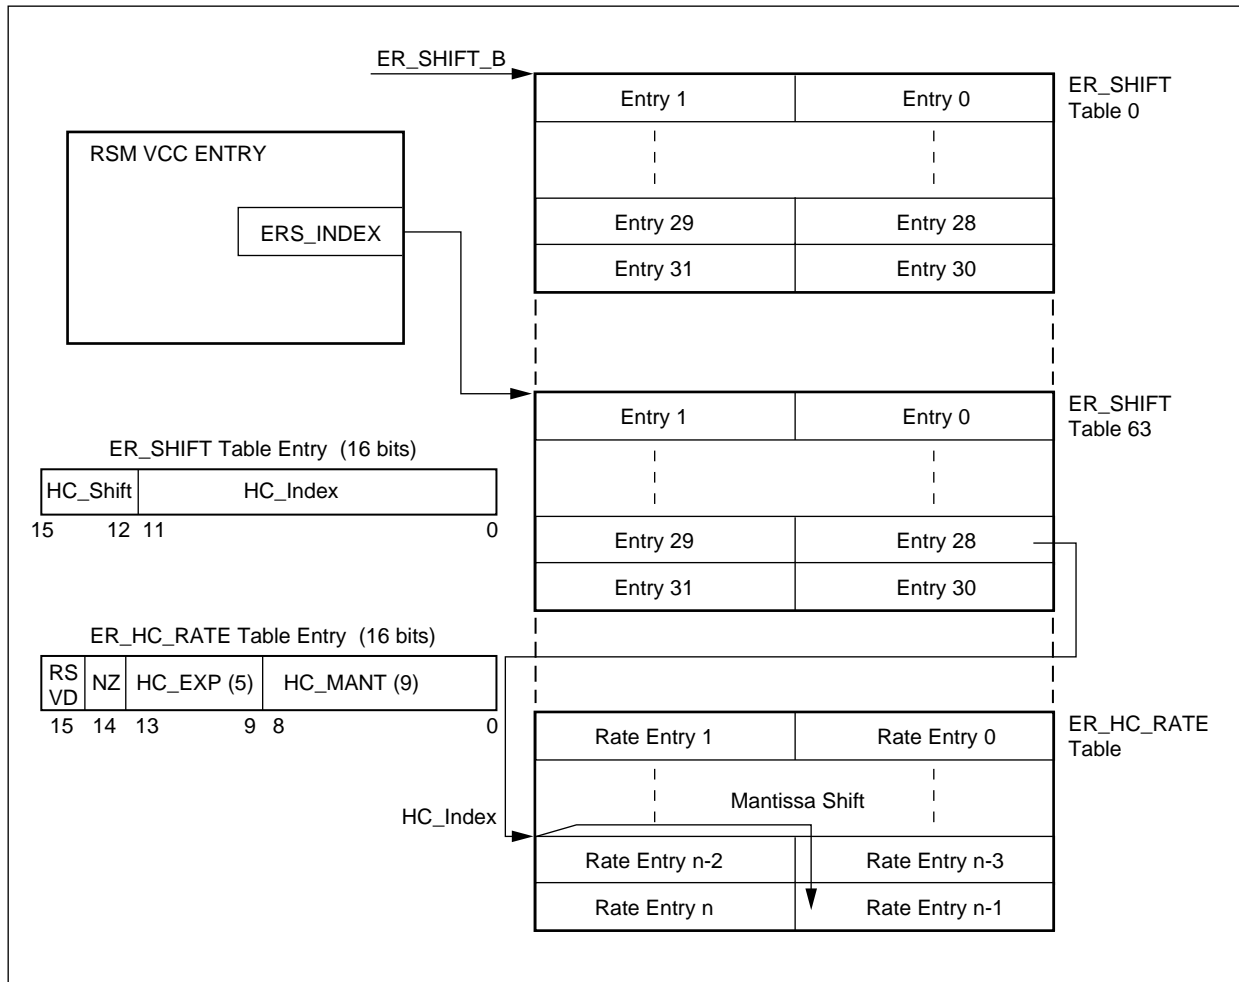 ER_SHIFT_B
Entry 1 Entry 0
ER_SHIFT
Table 0
RSM VCC ENTRY
ERS_INDEX
Entry 29 Entry 28
Entry 31 Entry 30
Entry 1 Entry 0
ER_SHIFT
Table 63
ER_SHIFT Table Entry (16 bits)
HC_Shift HC_Index
15 12 11 0
Entry 29 Entry 28
Entry 31 Entry 30
ER_HC_RATE Table Entry (16 bits)
RS
VD
NZ HC_EXP (5) HC_MANT (9)
15 14 13 9 8 0
Rate Entry 1 Rate Entry 0
ER_HC_RATE
Table
Mantissa Shift
HC_Index
Rate Entry n-2 Rate Entry n-3
Rate Entry n Rate Entry n-1